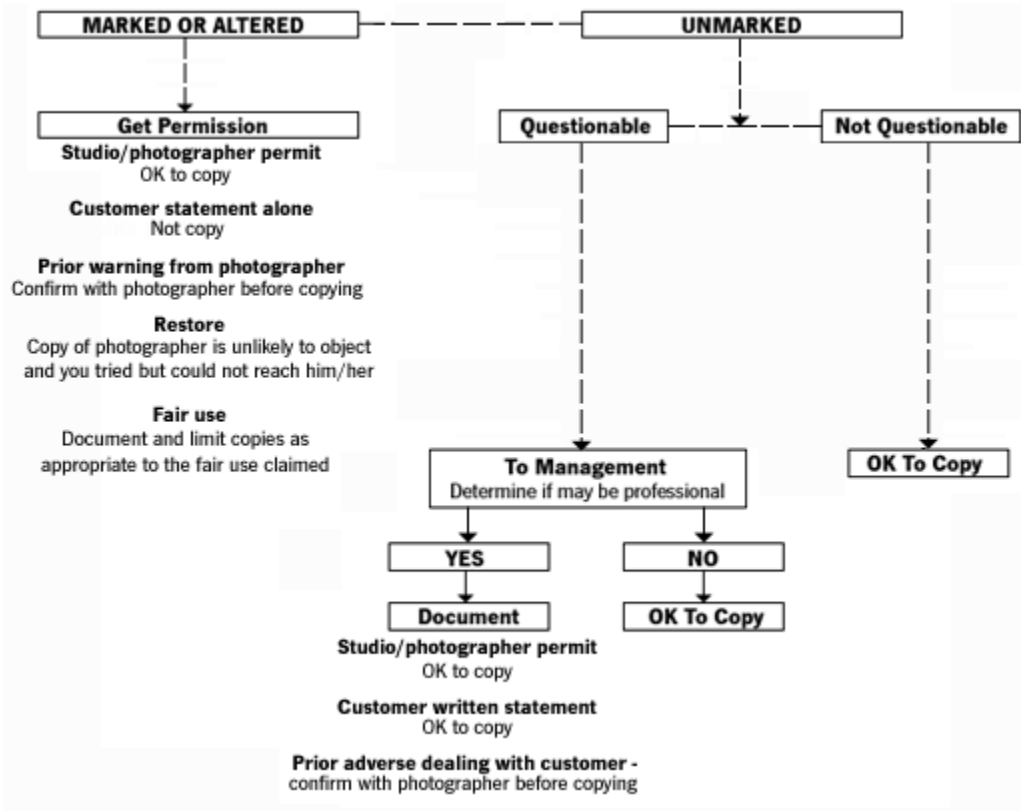 MARKED OR ALTERED
UNMARKED
Get Permission
Studio/photographer permit
OK to copy
Customer statement alone
Not copy
Prior warning from photographer
Confirm with photographer before copying
Restore
Copy of photographer is unlikely to object
and you tried but could not reach him/her
Fair use
Document and limit copies as
appropriate to the fair use claimed
Questionable
Not Questionable
To Management
Determine if may be professional
OK To Copy
YES
NO
Document
OK To Copy
Studio/photographer permit
OK to copy
Customer written statement
OK to copy
Prior adverse dealing with customer -
confirm with photographer before copying